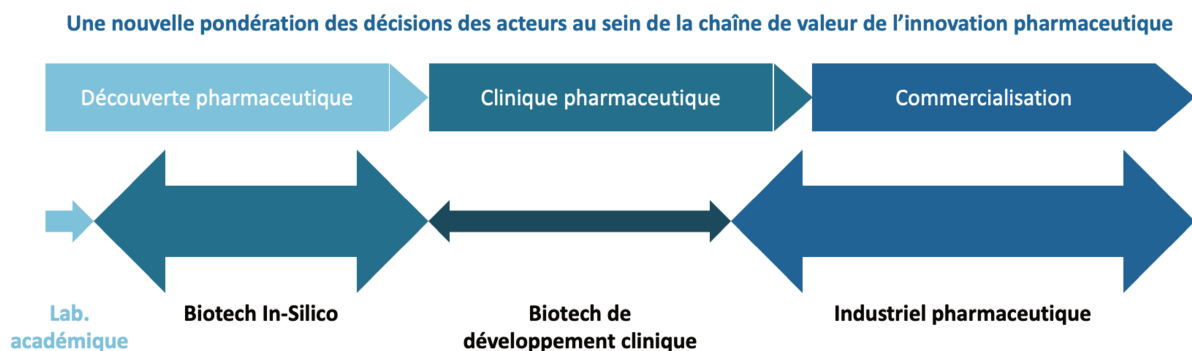 Une nouvelle pondération des décisions des acteurs au sein de la chaîne de valeur de l’innovation pharmaceutique
Découverte pharmaceutique
Clinique pharmaceutique
Commercialisation
Lab.
académique
Biotech In-Silico
Biotech de
développement clinique
Industriel pharmaceutique